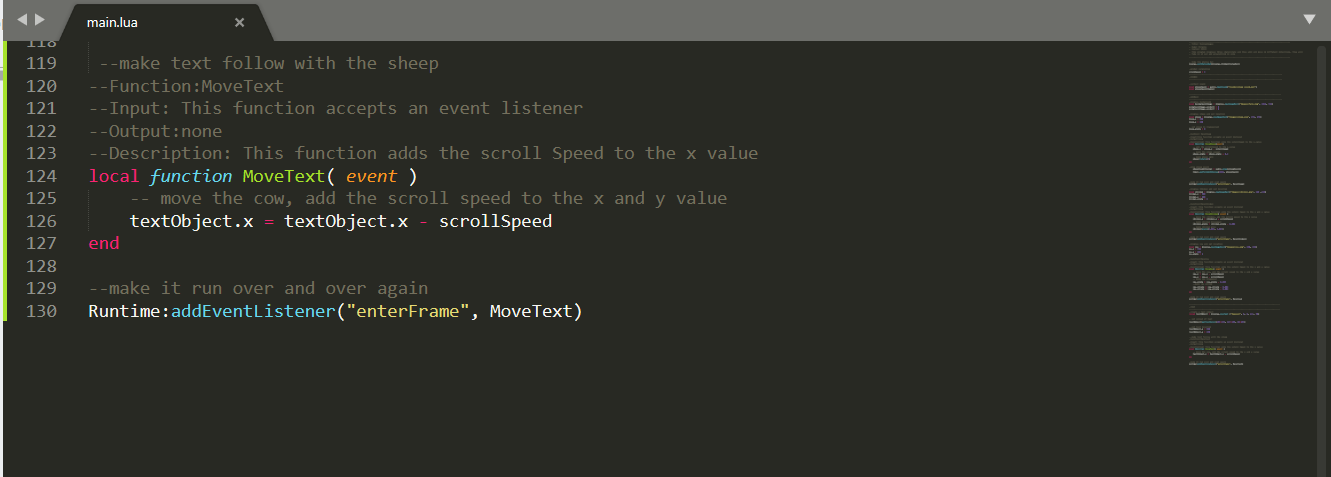 main.lua
118
119 --make text follow with the sheep
120 --Function:MoveText
121 --Input: This function accepts an event listener
122 --Output:none
123 --Description: This function adds the scroll Speed to the x value
124 local function MoveText( event )
125 -- move the cow, add the scroll speed to the x and y value
126 textObject.x = textObject.x - scrollSpeed
127 end
128
129 --make it run over and over again
130 Runtime:addEventListener("enterFrame", MoveText)